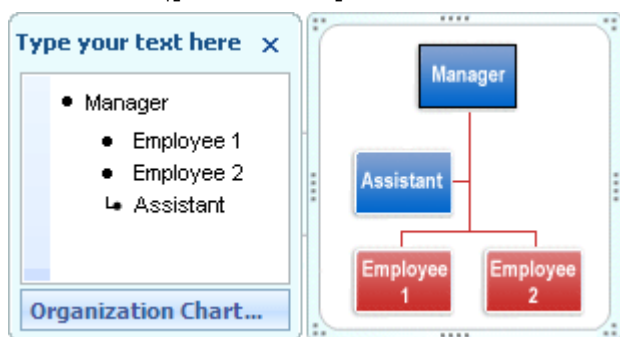 Type your text here ×
Manager
Employee 1
Employee 2
Assistant
Organization Chart...
Manager
Assistant
Employee
1
Employee
2